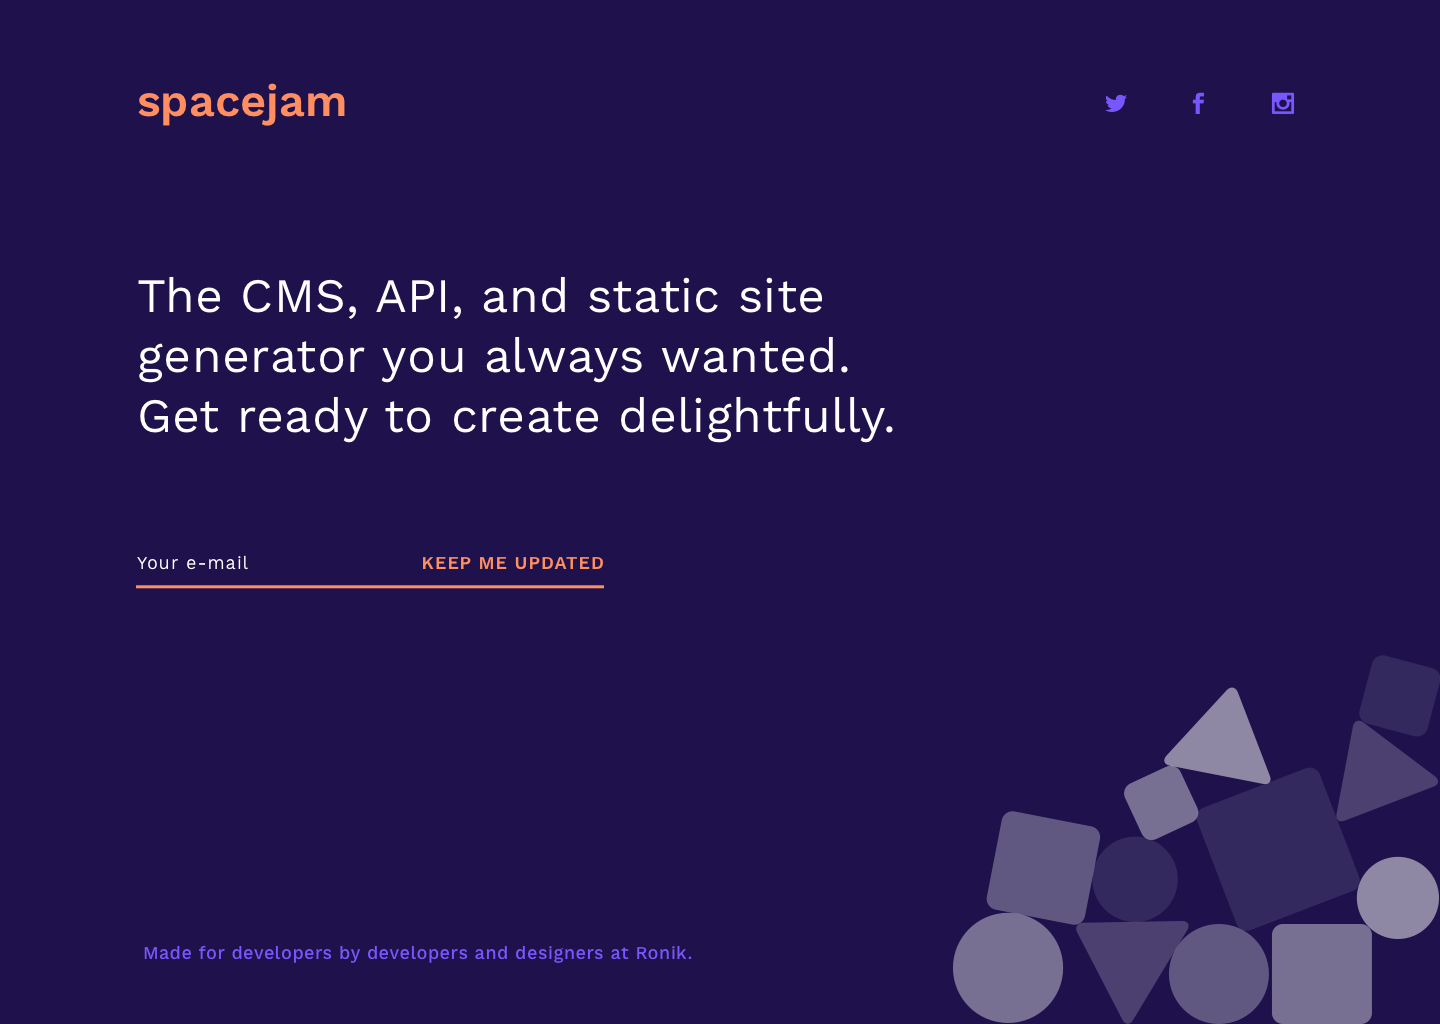 spacejam
The CMS, API, and static site
generator you always wanted.
Get ready to create delightfully.
Your e-mail
KEEP ME UPDATED
Made for developers by developers and designers at Ronik.